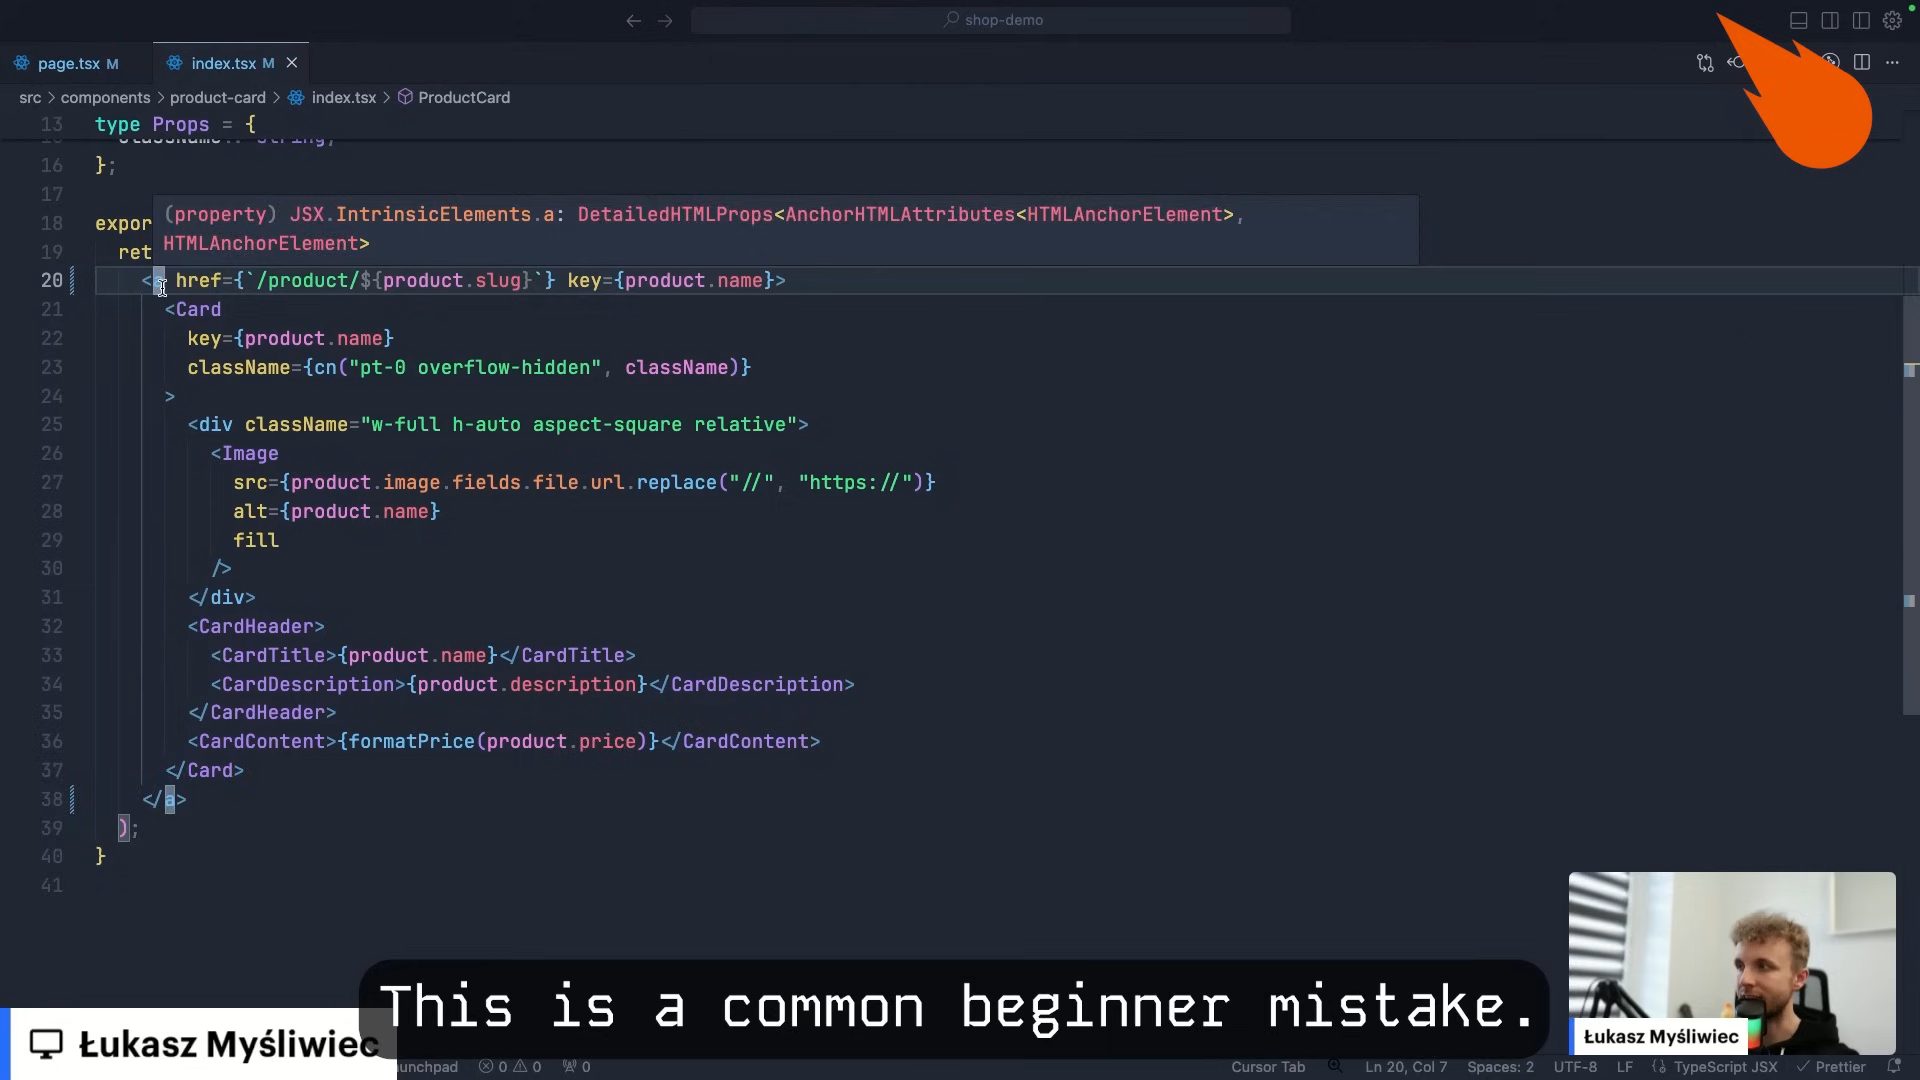 shop-demo
page.tsx M
index.tsx M
src > components > product-card > index.tsx > ProductCard
13 type Props = {
className?: string;
16 };
17
18 expor
19 ret
(property) JSX.IntrinsicElements.a: DetailedHTMLProps<AnchorHTMLAttributes<HTMLAnchorElement>,
HTMLAnchorElement>
20 <a href={`/product/${product.slug}`} key={product.name}>
21 <Card
22 key={product.name}
23 className={cn("pt-0 overflow-hidden", className)}
24 >
25 <div className="w-full h-auto aspect-square relative">
26 <Image
27 src={product.image.fields.file.url.replace("//", "https://")}
28 alt={product.name}
29 fill
30 />
31 </div>
32 <CardHeader>
33 <CardTitle>{product.name}</CardTitle>
34 <CardDescription>{product.description}</CardDescription>
35 </CardHeader>
36 <CardContent>{formatPrice(product.price)}</CardContent>
37 </Card>
38 </a>
39 );
40 }
41
This is a common beginner mistake.
Łukasz Myśliwiec
Łukasz Myśliwiec
unchpad 0 0 0 Cursor Tab Ln 20, Col 7 Spaces: 2 UTF-8 LF TypeScript JSX Prettier